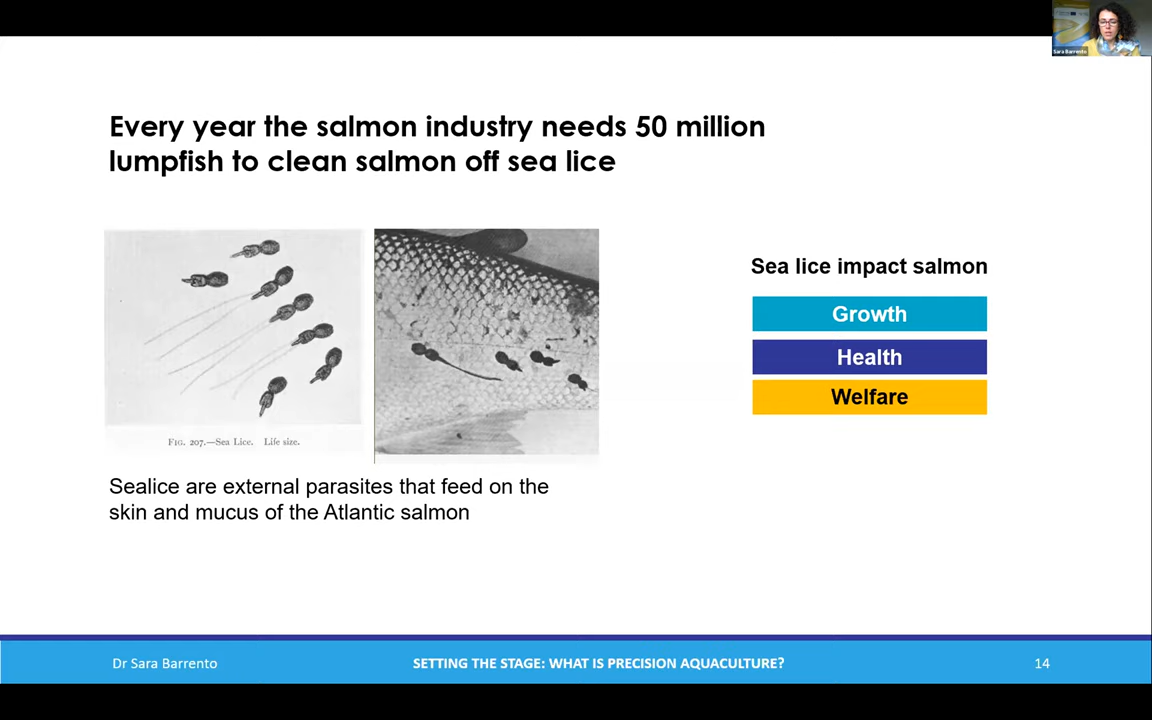 Sara Barrento
Every year the salmon industry needs 50 million
lumpfish to clean salmon off sea lice
Sea lice impact salmon
Growth
Health
Welfare
FIG. 207.—Sea Lice. Life size.
Sealice are external parasites that feed on the
skin and mucus of the Atlantic salmon
Dr Sara Barrento
SETTING THE STAGE: WHAT IS PRECISION AQUACULTURE?
14